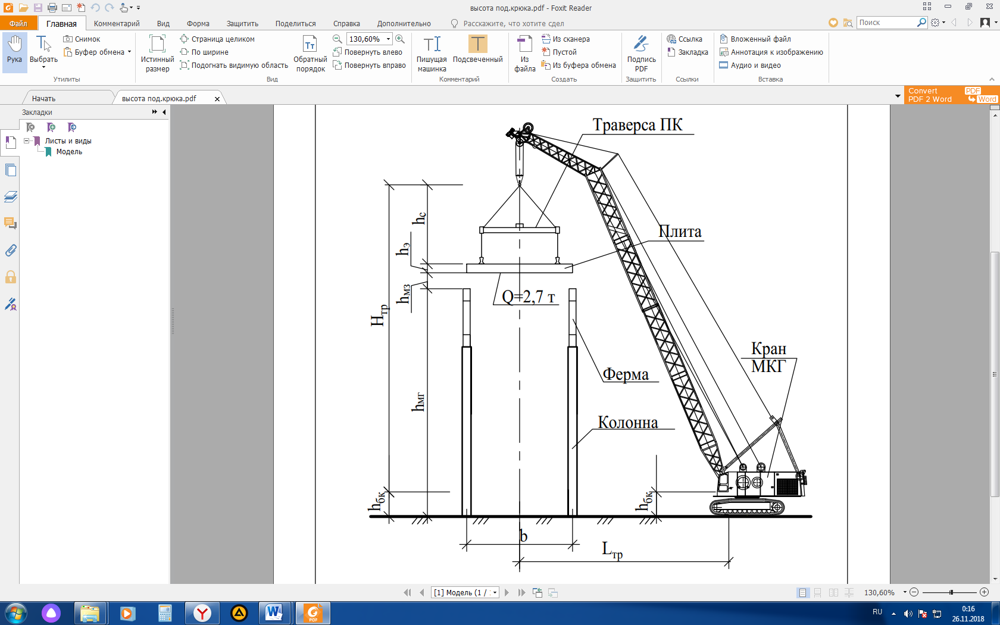 высота под.крюка.pdf - Foxit Reader
Файл
Главная
Комментарий
Вид
Форма
Защитить
Поделиться
Справка
Дополнительно
Расскажите, что хотите сдел
Поиск
Рука
Выбрать
Снимок
Буфер обмена
Утилиты
Истинный размер
Страница целиком
По ширине
Подогнать видимую область
Обратный порядок
130,60%
Повернуть влево
Повернуть вправо
Вид
Пишущая машинка
Подсвеченный
Комментарий
Из файла
Из сканера
Пустой
Из буфера обмена
Создать
Подпись PDF
Защитить
Ссылка
Закладка
Ссылки
Вложенный файл
Аннотация к изображению
Аудио и видео
Вставка
Начать
высота под.крюка.pdf
Convert PDF
PDF 2 Word Word
Закладки
Листы и виды
Модель
Траверса ПК
hс
Плита
hэ
Q=2,7 т
hмз
Hтр
Кран
МКГ
Ферма
hмг
Колонна
hбк
hбк
b
Lтр
[1] Модель (1 /
130,60%
RU
0:16
26.11.2018
PDF